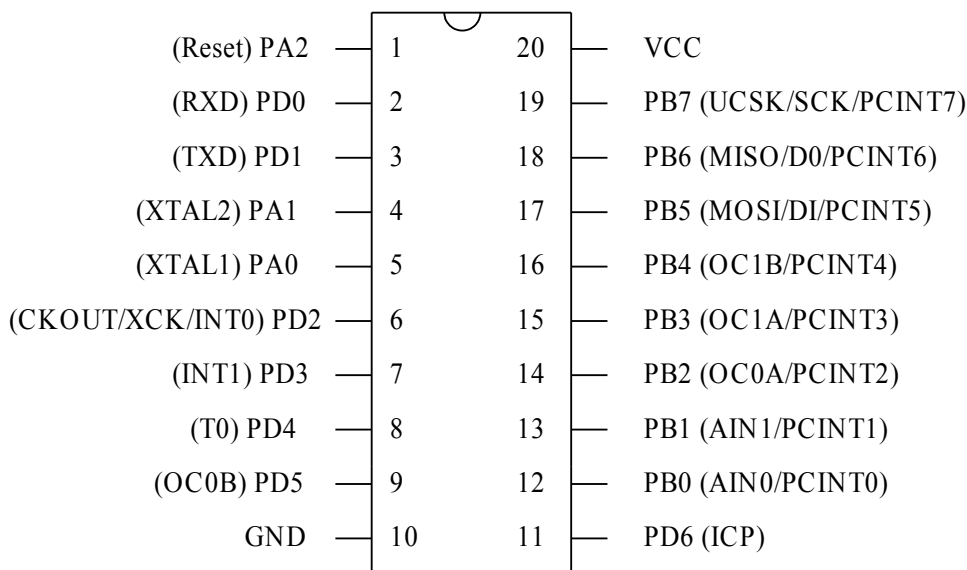 (Reset) PA2 1 20 VCC
(RXD) PD0 2 19 PB7 (UCSK/SCK/PCINT7)
(TXD) PD1 3 18 PB6 (MISO/D0/PCINT6)
(XTAL2) PA1 4 17 PB5 (MOSI/DI/PCINT5)
(XTAL1) PA0 5 16 PB4 (OC1B/PCINT4)
(CKOUT/XCK/INT0) PD2 6 15 PB3 (OC1A/PCINT3)
(INT1) PD3 7 14 PB2 (OC0A/PCINT2)
(T0) PD4 8 13 PB1 (AIN1/PCINT1)
(OC0B) PD5 9 12 PB0 (AIN0/PCINT0)
GND 10 11 PD6 (ICP)